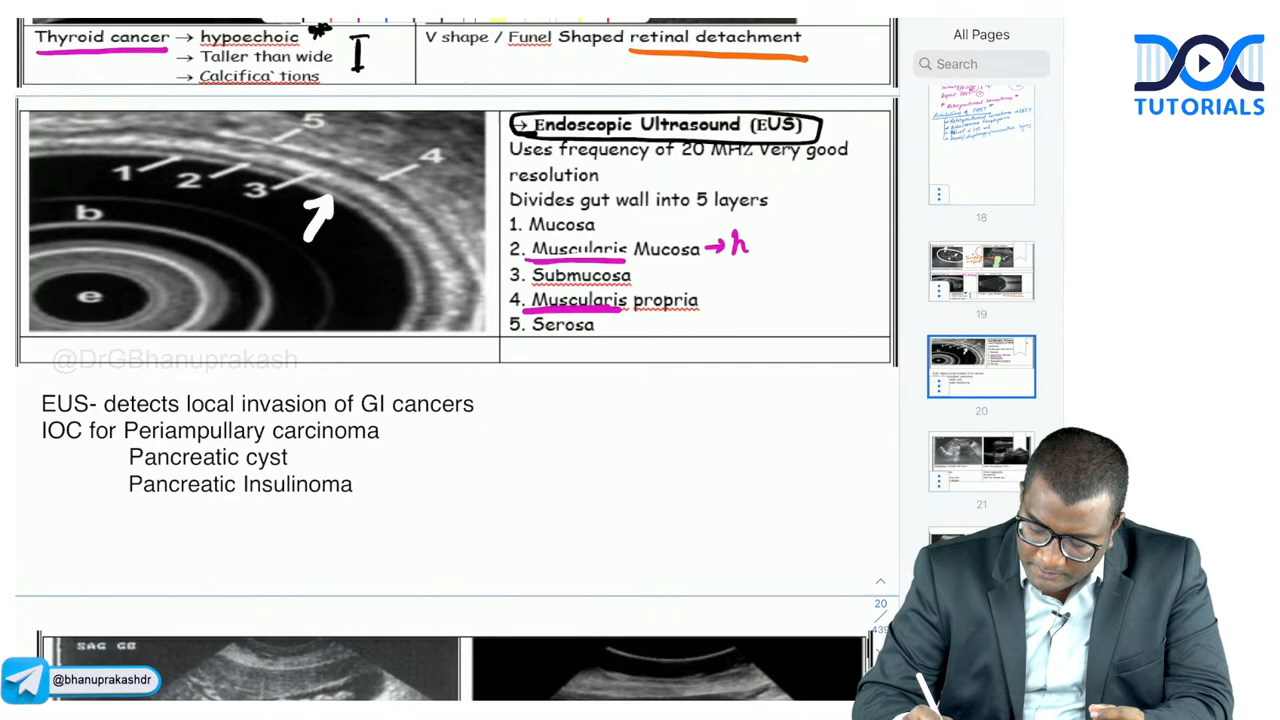 Thyroid cancer → hypoechoic
→ Taller than wide
→ Calcifica`tions
V shape / Funel Shaped retinal detachment
All Pages
Search
DOC
TUTORIALS
1
2
3
4
5
b
e
→ Endoscopic Ultrasound (EUS)
Uses frequency of 20 MHZ very good
resolution
Divides gut wall into 5 layers
1. Mucosa
2. Muscularis Mucosa → h
3. Submucosa
4. Muscularis propria
5. Serosa
@DrGBhanuprakash
EUS- detects local invasion of GI cancers
IOC for Periampullary carcinoma
Pancreatic cyst
Pancreatic Insulinoma
18
19
20
21
20
439
SAG GB
@bhanuprakashdr